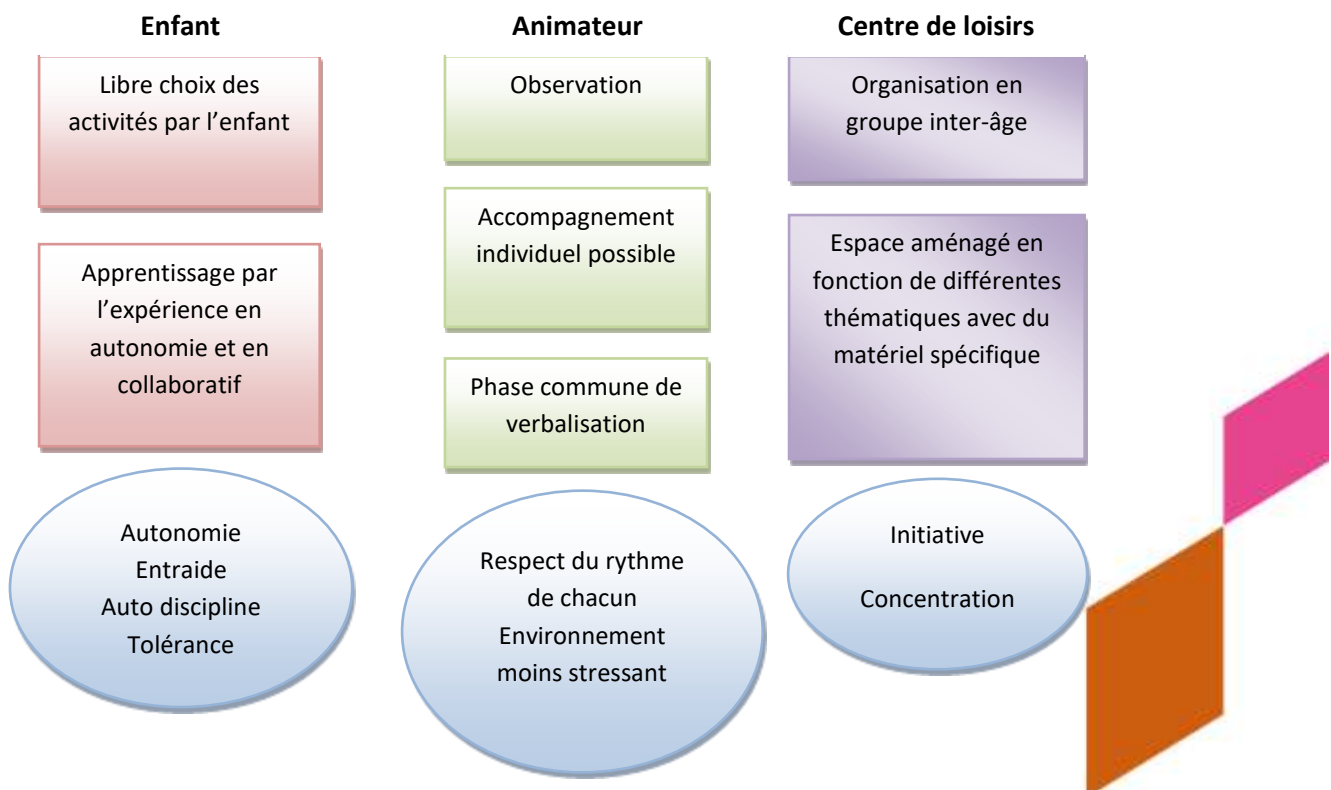 Enfant
Libre choix des
activités par l’enfant
Apprentissage par
l’expérience en
autonomie et en
collaboratif
Autonomie
Entraide
Auto discipline
Tolérance
Animateur
Observation
Accompagnement
individuel possible
Phase commune de
verbalisation
Respect du rythme
de chacun
Environnement
moins stressant
Centre de loisirs
Organisation en
groupe inter-âge
Espace aménagé en
fonction de différentes
thématiques avec du
matériel spécifique
Initiative
Concentration